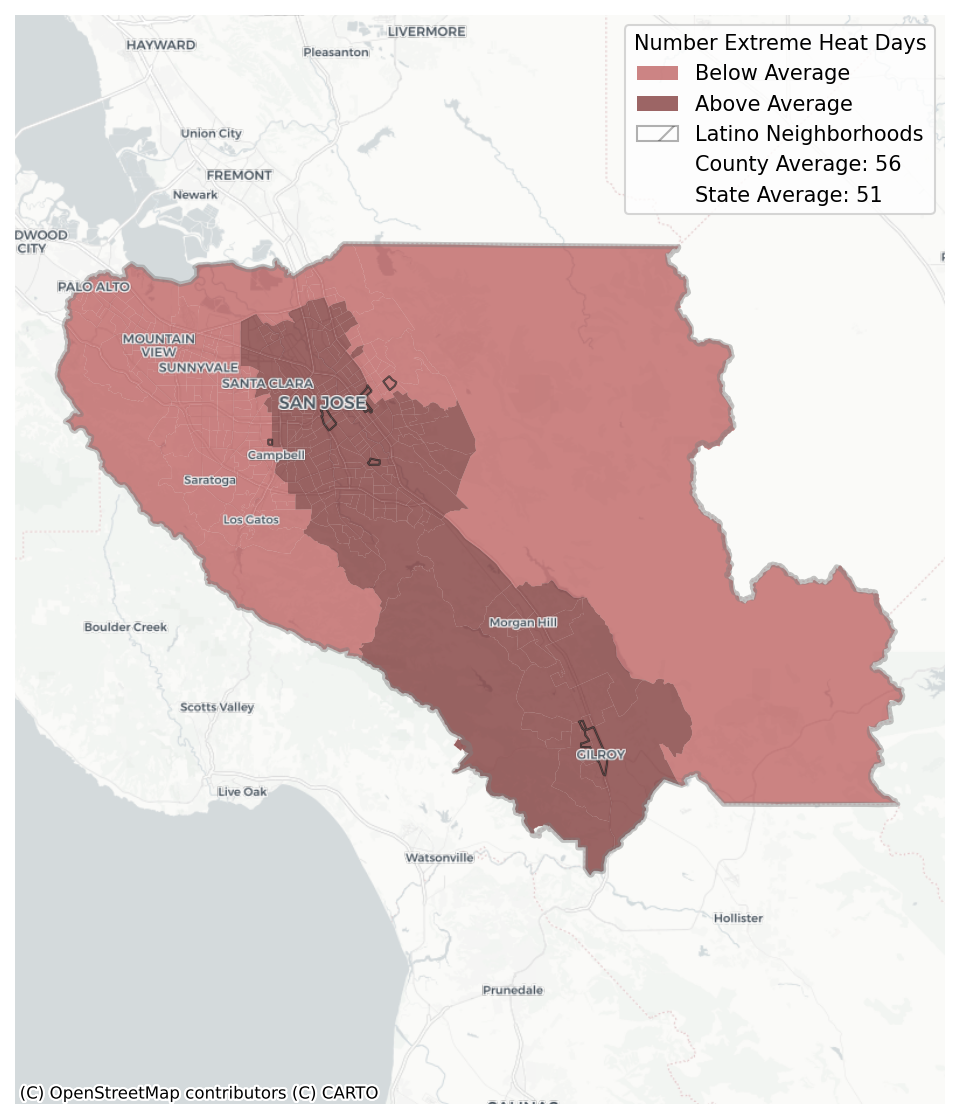 Number Extreme Heat Days
Below Average
Above Average
Latino Neighborhoods
County Average: 56
State Average: 51
LIVERMORE
HAYWARD
Pleasanton
Union City
FREMONT
Newark
DWOOD
CITY
PALO ALTO
MOUNTAIN
VIEW
SUNNYVALE
SANTA CLARA
SAN JOSE
Campbell
Saratoga
Los Gatos
Morgan Hill
Boulder Creek
Scotts Valley
GILROY
Live Oak
Watsonville
Hollister
Prunedale
(C) OpenStreetMap contributors (C) CARTO